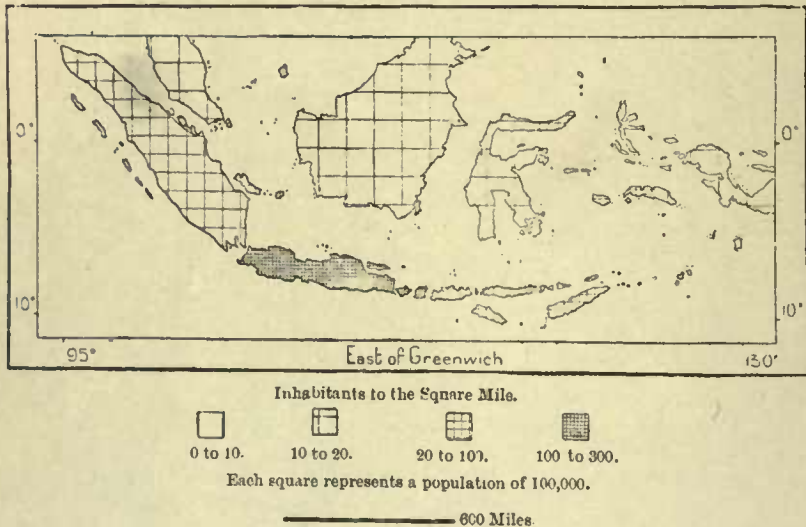 0°
0°
10°
10°
95°
East of Greenwich
130°
Inhabitants to the Square Mile.
0 to 10.
10 to 20.
20 to 100.
100 to 300.
Each square represents a population of 100,000.
600 Miles.